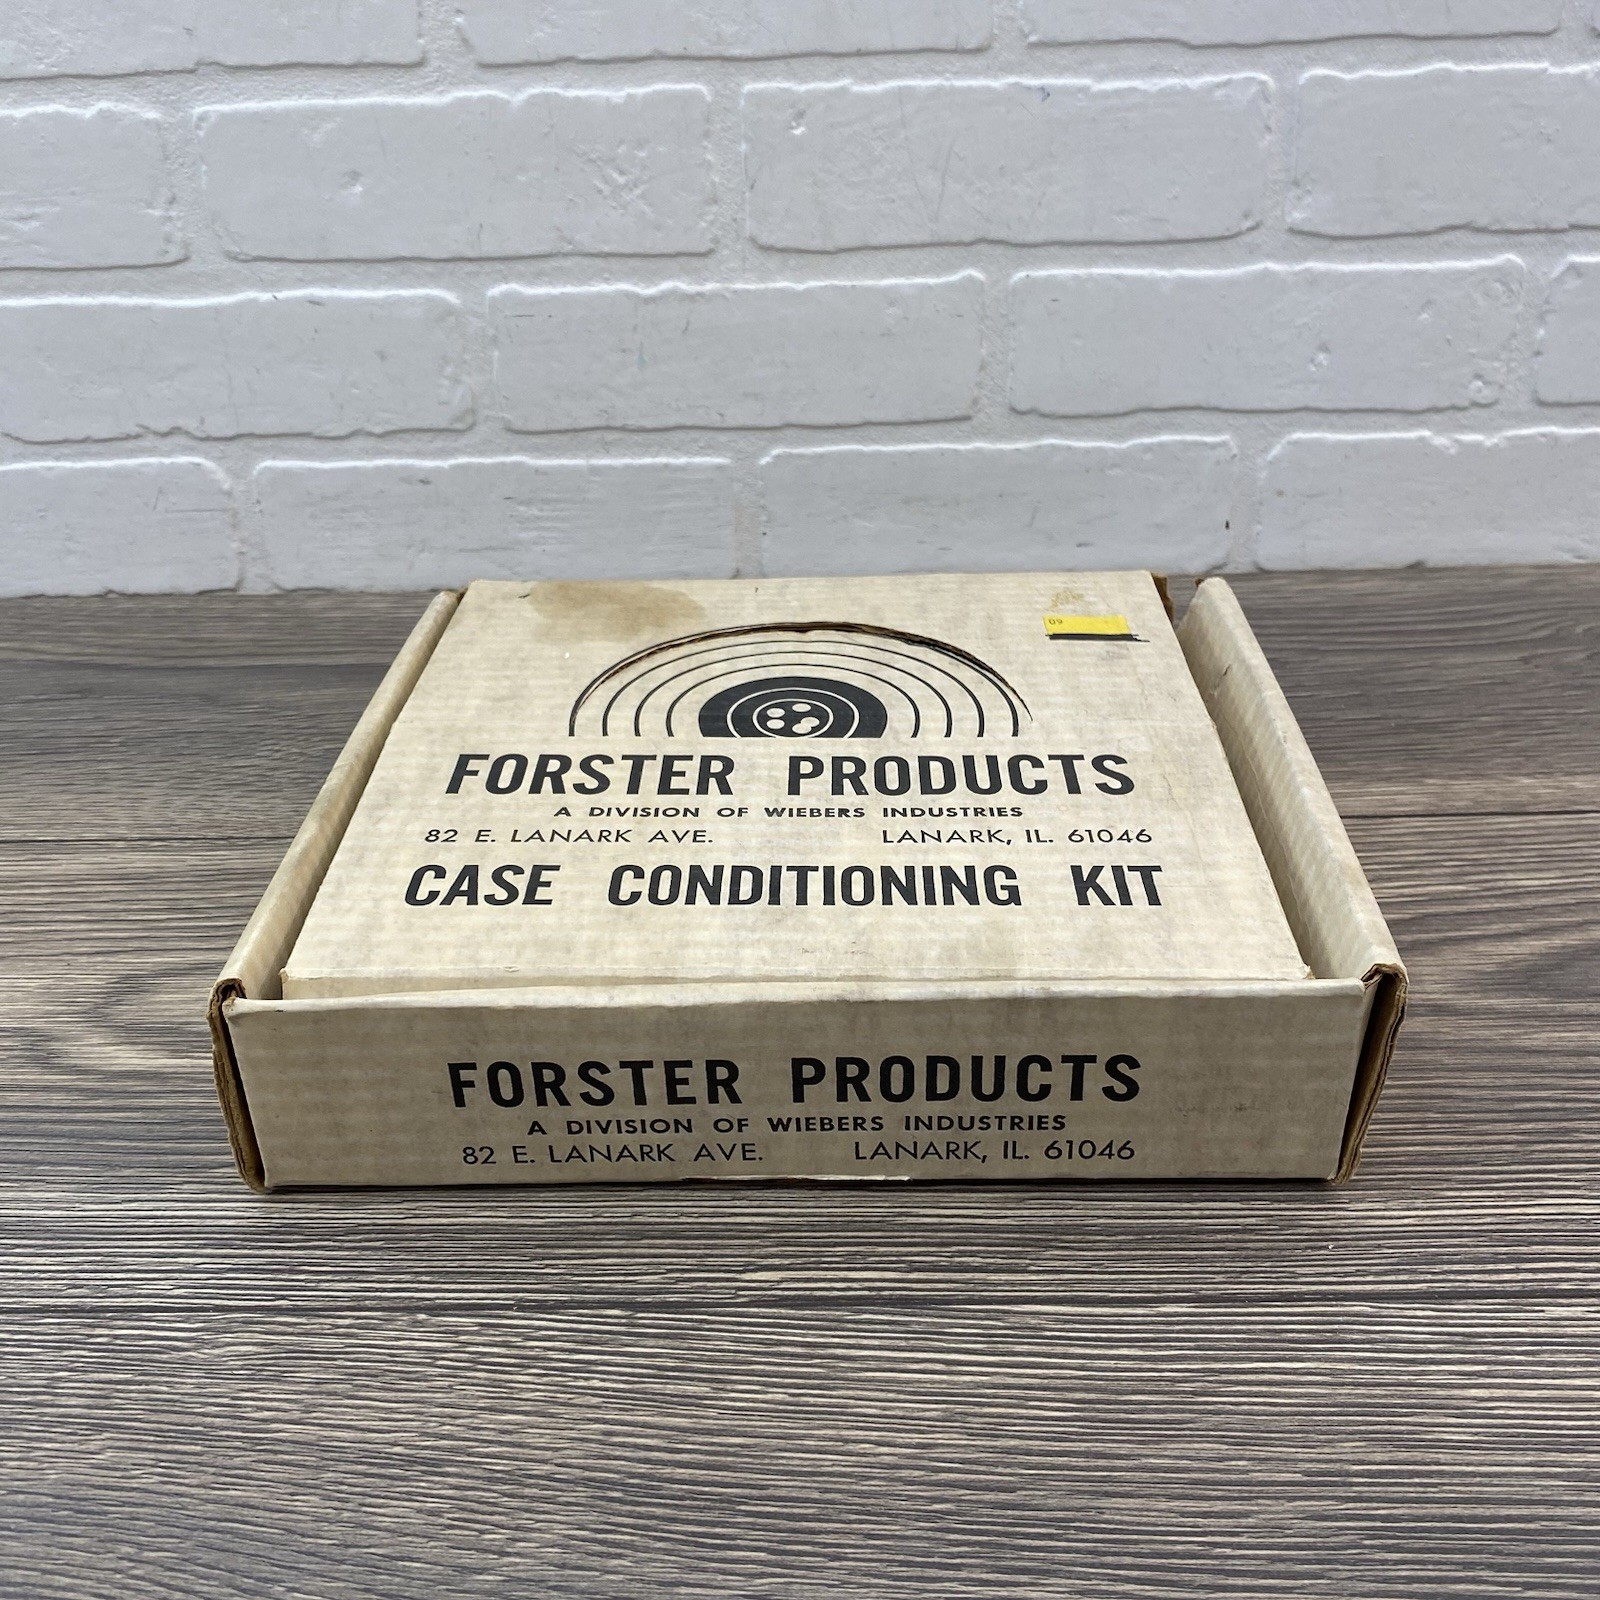 09
FORSTER PRODUCTS
A DIVISION OF WIEBERS INDUSTRIES
82 E. LANARK AVE. LANARK, IL. 61046
CASE CONDITIONING KIT
FORSTER PRODUCTS
A DIVISION OF WIEBERS INDUSTRIES
82 E. LANARK AVE. LANARK, IL. 61046